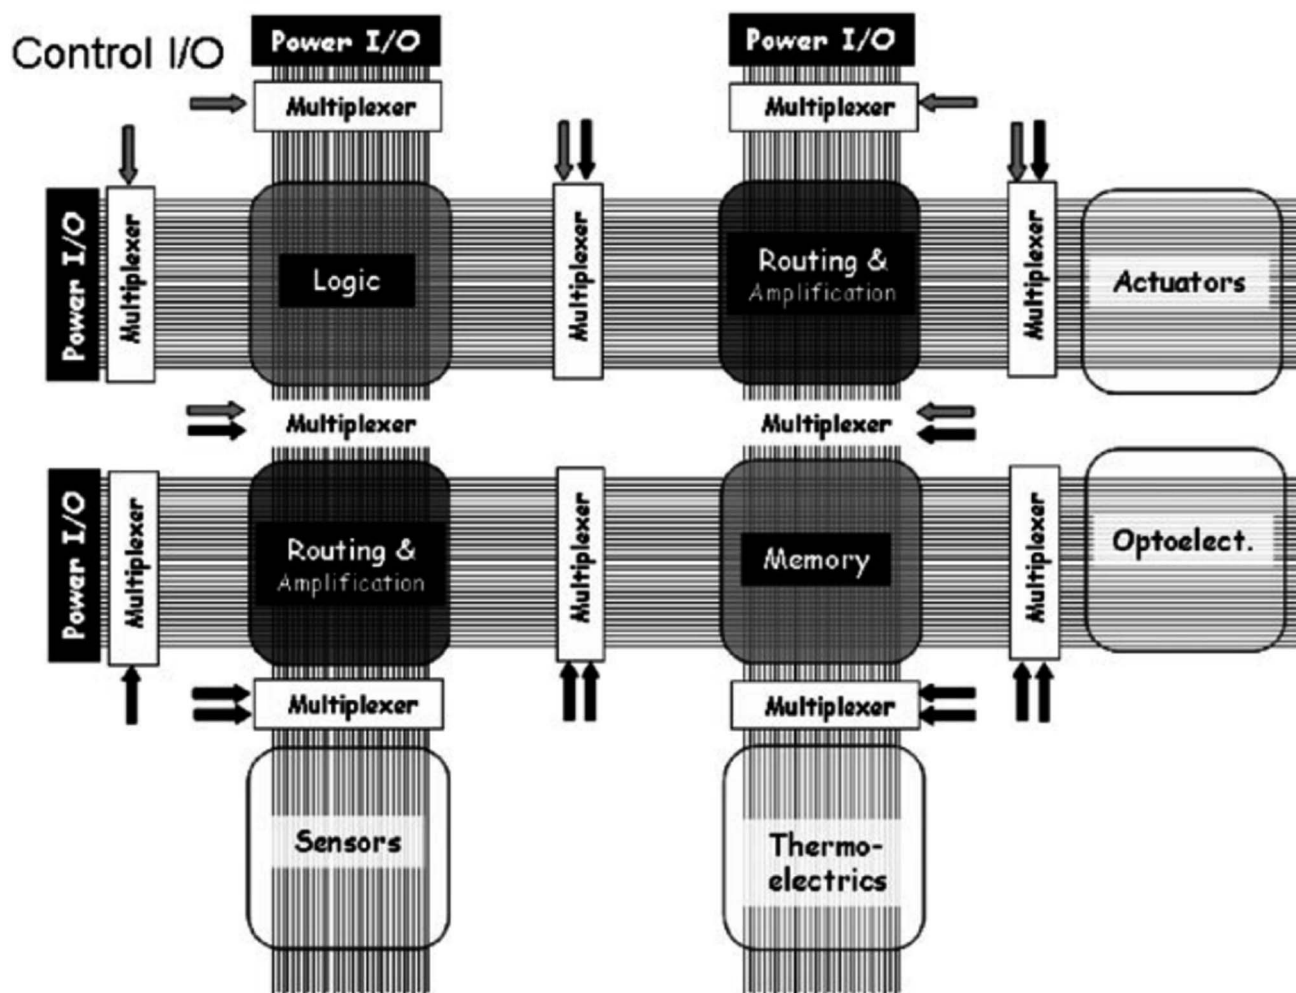 Control I/O
Power I/O
Power I/O
Multiplexer
Multiplexer
Power I/O
Multiplexer
Logic
Multiplexer
Routing &
Amplification
Multiplexer
Actuators
Multiplexer
Multiplexer
Power I/O
Multiplexer
Routing &
Amplification
Multiplexer
Memory
Multiplexer
Optoelect.
Multiplexer
Multiplexer
Sensors
Thermo-
electrics